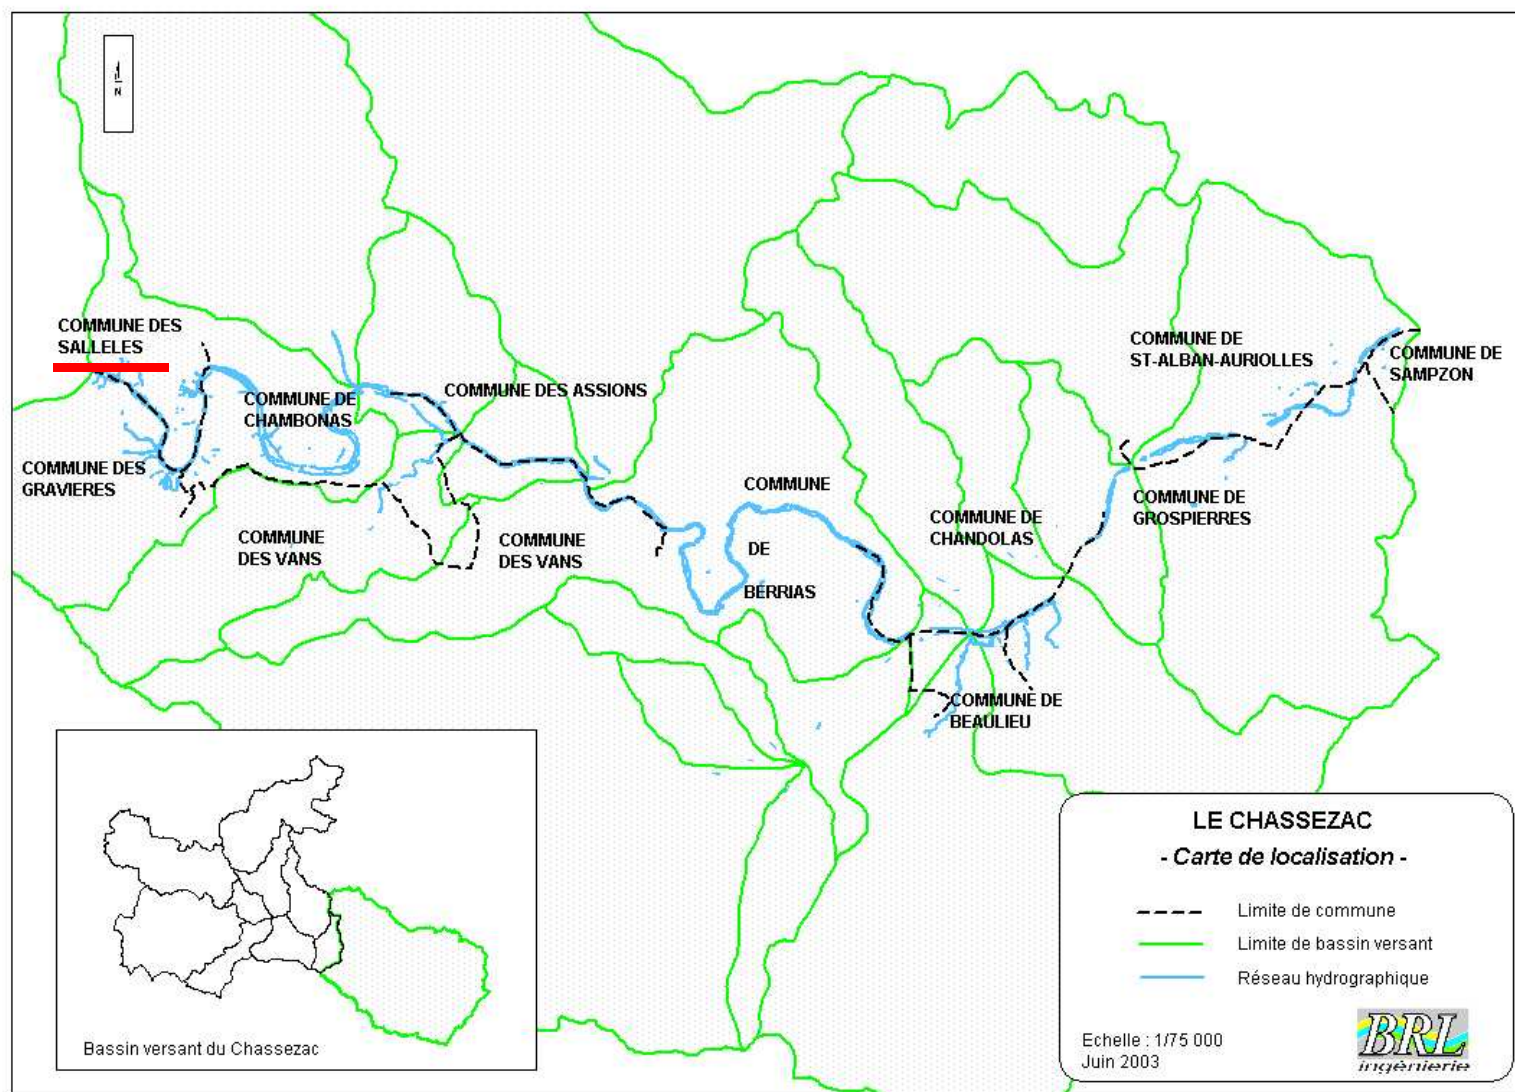 N
COMMUNE DES
SALLELES
COMMUNE DE
CHAMBONAS
COMMUNE DES ASSIONS
COMMUNE DE
ST-ALBAN-AURIOLLES
COMMUNE DE
SAMPZON
COMMUNE DES
GRAVIERES
COMMUNE
DES VANS
COMMUNE
DES VANS
COMMUNE
DE
BERRIAS
COMMUNE DE
CHANDOLAS
COMMUNE DE
GROSPIERRES
COMMUNE DE
BEAULIEU
Bassin versant du Chassezac
LE CHASSEZAC
- Carte de localisation -
Limite de commune
Limite de bassin versant
Réseau hydrographique
Echelle : 1/75 000
Juin 2003
BRL
ingénierie